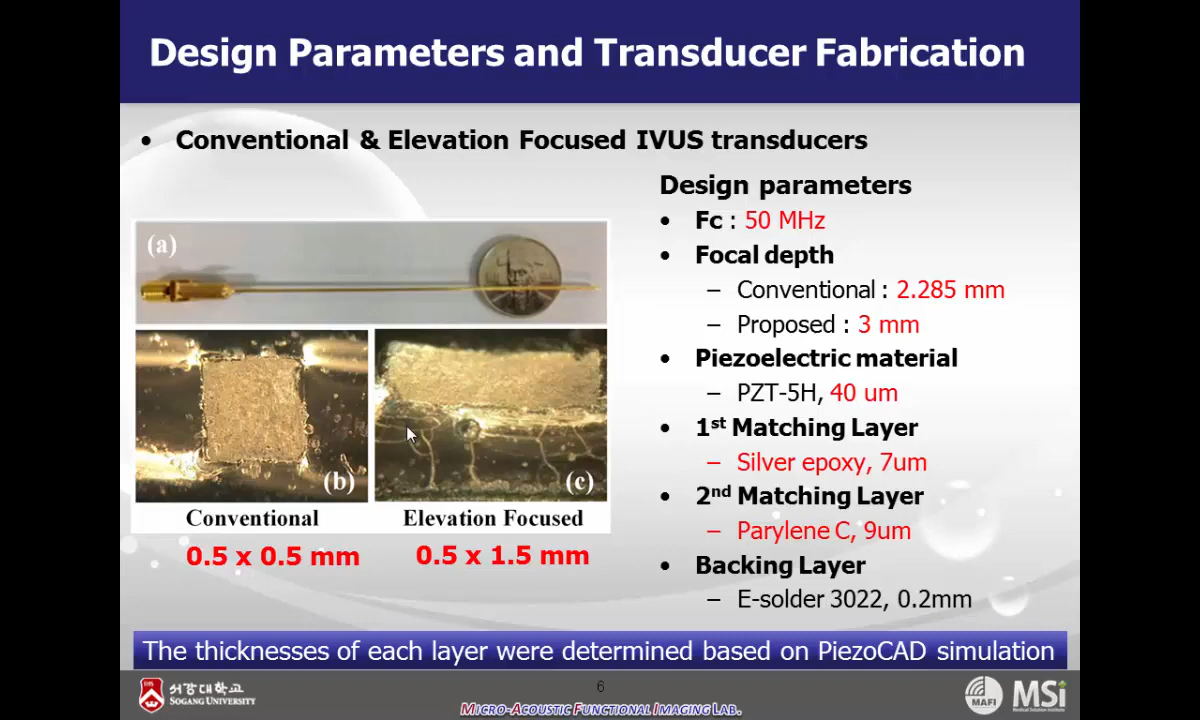 Design Parameters and Transducer Fabrication
• Conventional & Elevation Focused IVUS transducers
(a)
(b)
(c)
Conventional
Elevation Focused
0.5 x 0.5 mm
0.5 x 1.5 mm
Design parameters
• Fc : 50 MHz
• Focal depth
– Conventional : 2.285 mm
– Proposed : 3 mm
• Piezoelectric material
– PZT-5H, 40 um
• 1st Matching Layer
– Silver epoxy, 7um
• 2nd Matching Layer
– Parylene C, 9um
• Backing Layer
– E-solder 3022, 0.2mm
The thicknesses of each layer were determined based on PiezoCAD simulation
서강대학교
SOGANG UNIVERSITY
6
MICRO-ACOUSTIC FUNCTIONAL IMAGING LAB.
MAFI
MSi
Medical Solution Institute